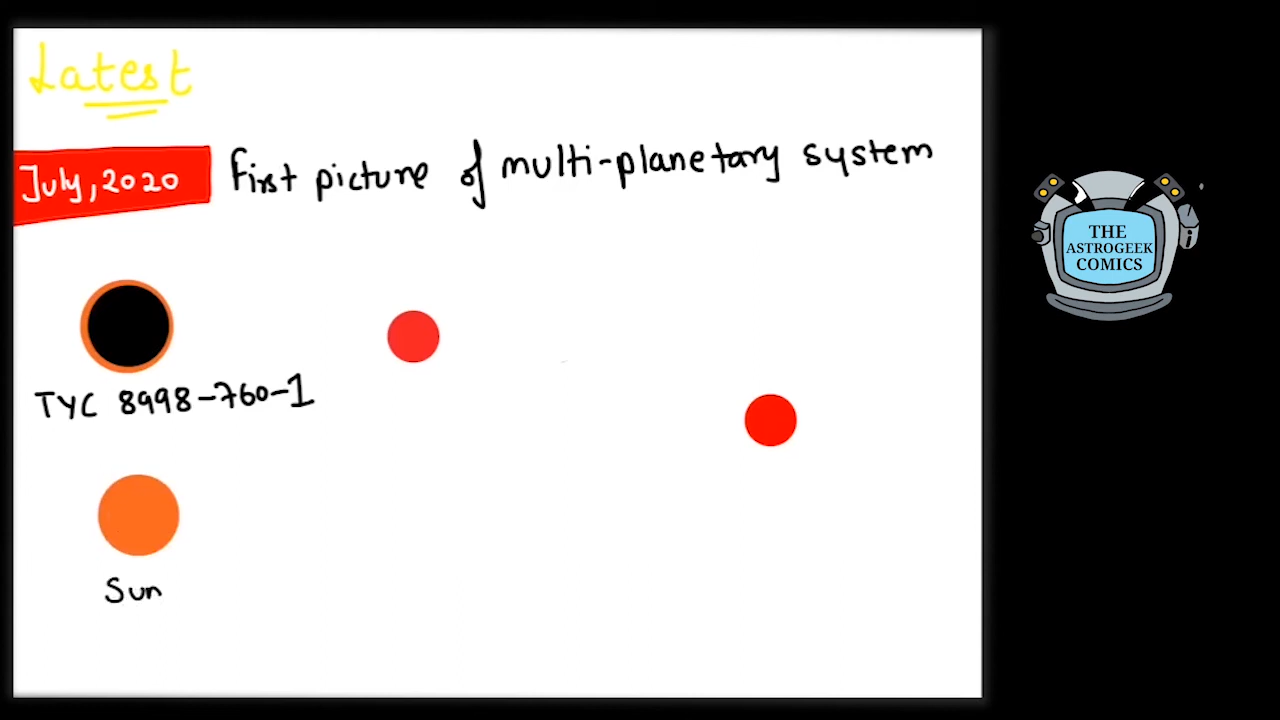 Latest
July, 2020 First picture of multi-planetary system
TYC 8998-760-1
Sun
THE
ASTROGEEK
COMICS